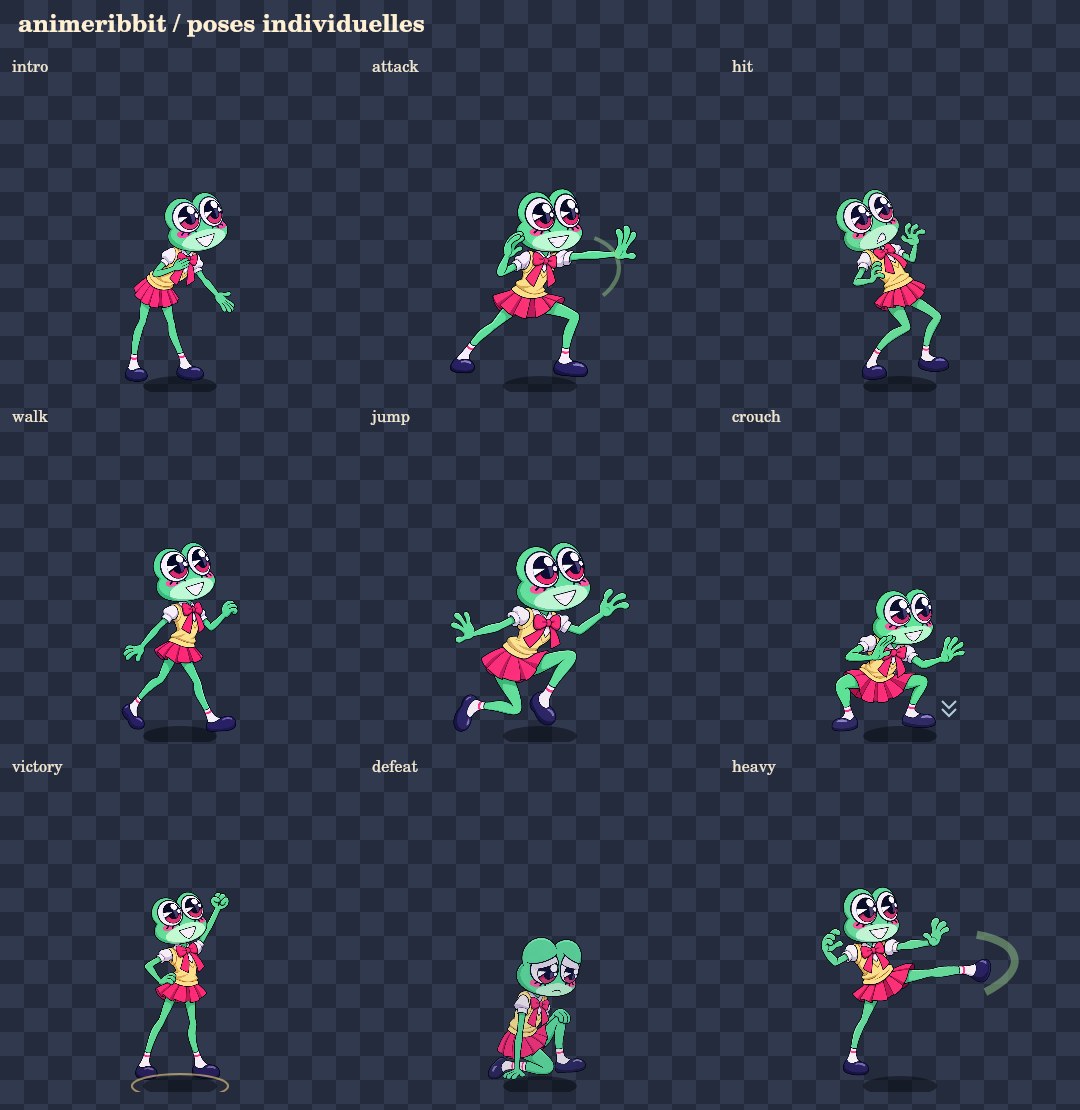 animeribbit / poses individuelles
intro
attack
hit
walk
jump
crouch
victory
defeat
heavy